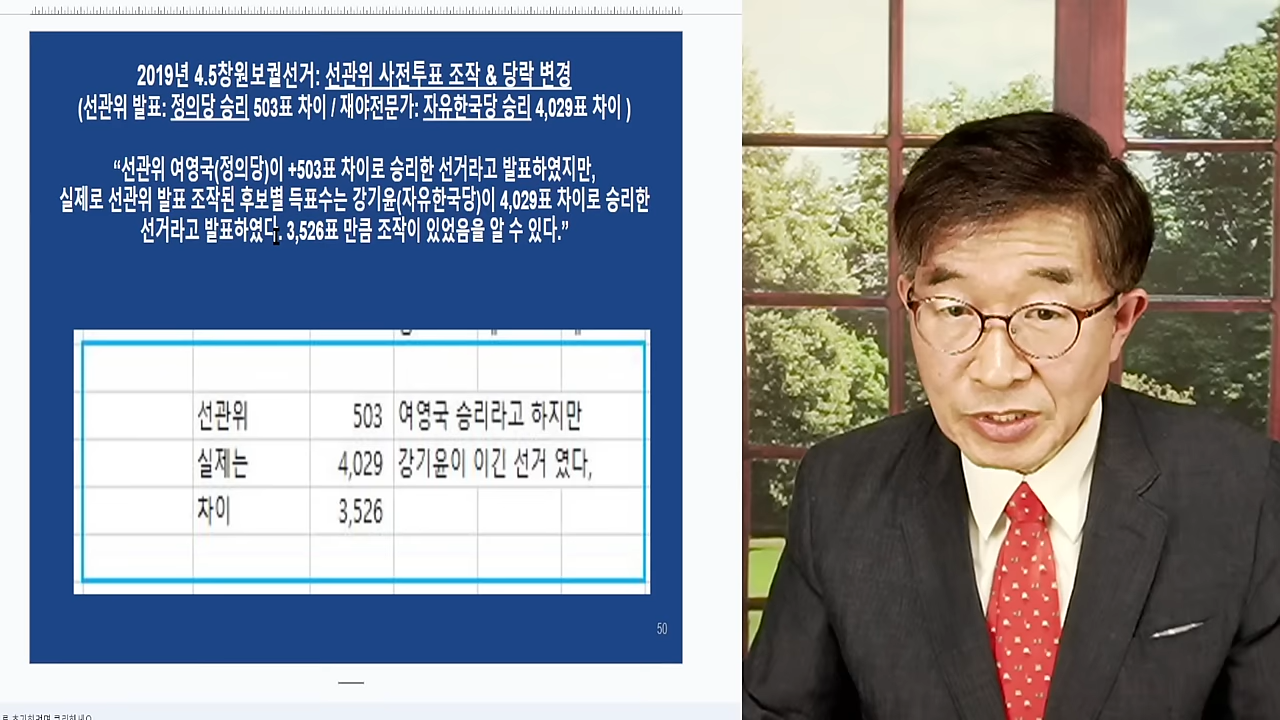 2019년 4.5창원보궐선거: 선관위 사전투표 조작 & 당락 변경
(선관위 발표: 정의당 승리 503표 차이 / 재야전문가: 자유한국당 승리 4,029표 차이 )
“선관위 여영국(정의당)이 +503표 차이로 승리한 선거라고 발표하였지만,
실제로 선관위 발표 조작된 후보별 득표수는 강기윤(자유한국당)이 4,029표 차이로 승리한
선거라고 발표하였다. 3,526표 만큼 조작이 있었음을 알 수 있다.”
선관위 503 여영국 승리라고 하지만
실제는 4,029 강기윤이 이긴 선거 였다,
차이 3,526
50